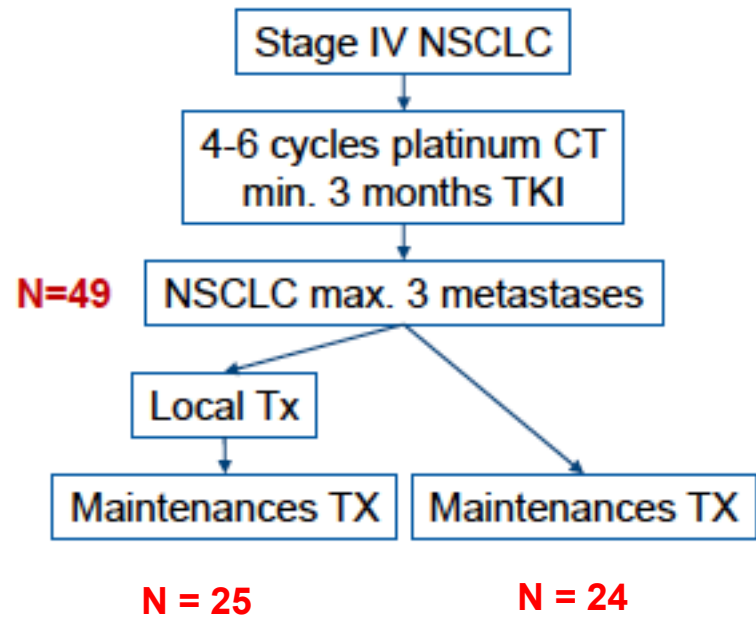 Stage IV NSCLC
4-6 cycles platinum CT
min. 3 months TKI
N=49
NSCLC max. 3 metastases
Local Tx
Maintenances TX
Maintenances TX
N = 25
N = 24